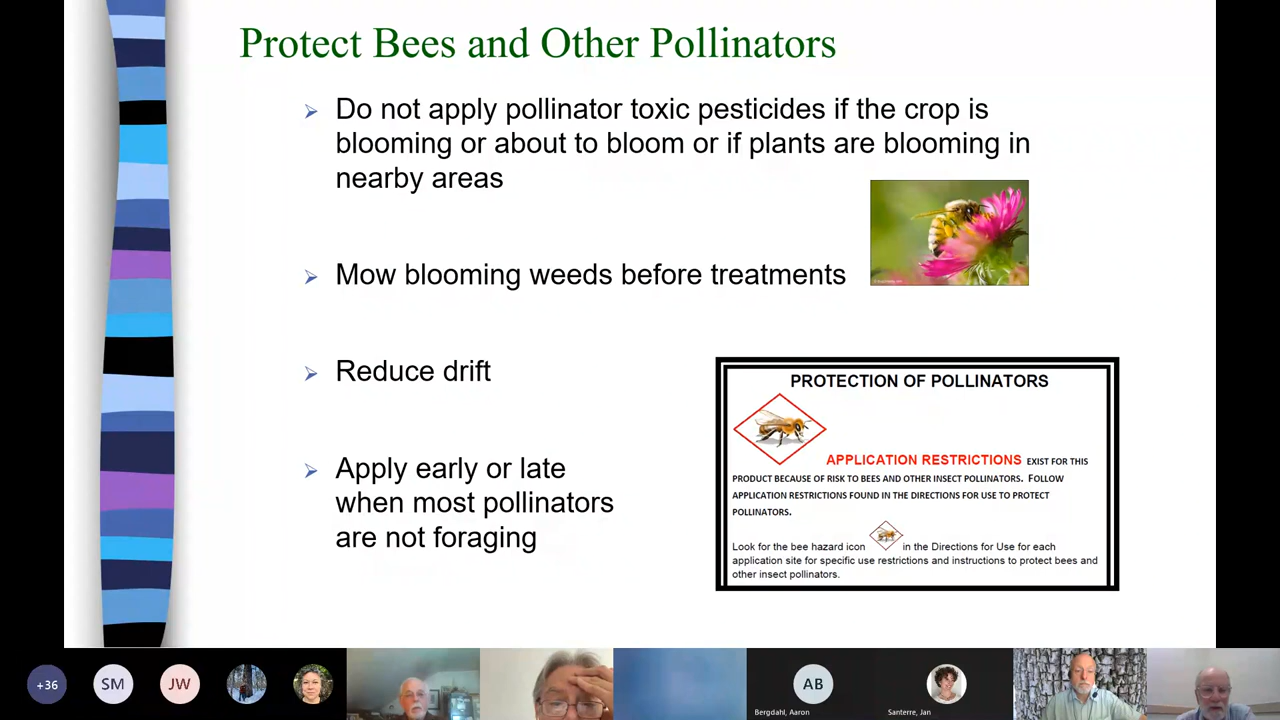 Protect Bees and Other Pollinators
Do not apply pollinator toxic pesticides if the crop is
blooming or about to bloom or if plants are blooming in
nearby areas
Mow blooming weeds before treatments
Reduce drift
Apply early or late
when most pollinators
are not foraging
PROTECTION OF POLLINATORS
APPLICATION RESTRICTIONS EXIST FOR THIS
PRODUCT BECAUSE OF RISK TO BEES AND OTHER INSECT POLLINATORS. FOLLOW
APPLICATION RESTRICTIONS FOUND IN THE DIRECTIONS FOR USE TO PROTECT
POLLINATORS.
Look for the bee hazard icon in the Directions for Use for each
application site for specific use restrictions and instructions to protect bees and
other insect pollinators.
+36
SM
JW
AB
Bergdahl, Aaron
Santerre, Jan